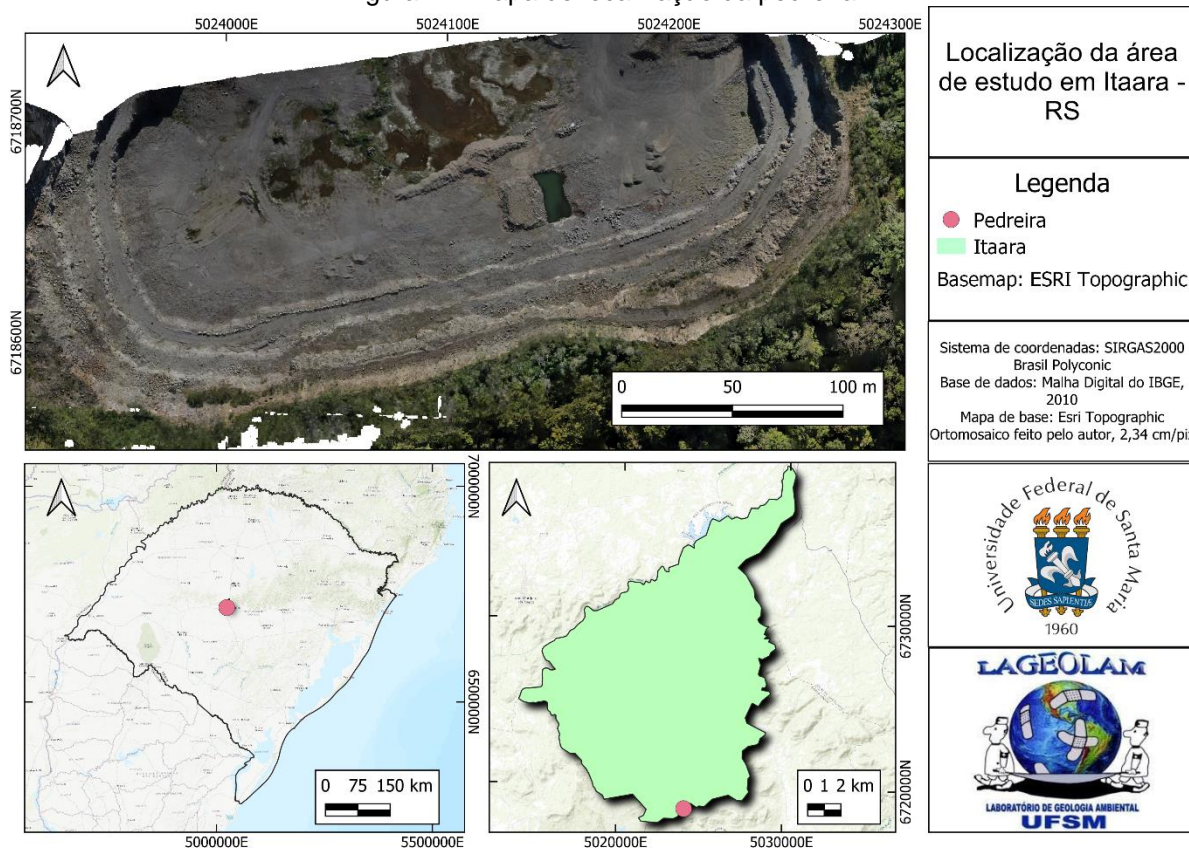 5024000E
5024100E
5024200E
5024300E
6718700N
6718600N
0 50 100 m
Localização da área
de estudo em Itaara -
RS
Legenda
Pedreira
Itaara
Basemap: ESRI Topographic
Sistema de coordenadas: SIRGAS2000
Brasil Polyconic
Base de dados: Malha Digital do IBGE,
2010
Mapa de base: Esri Topographic
Ortomosaico feito pelo autor, 2,34 cm/pix
7000000N
6500000N
0 75 150 km
5000000E
5500000E
6730000N
6720000N
0 1 2 km
5020000E
5030000E
Universidade Federal de Santa Maria
SEDES SAPIENTIAE
1960
LAGEOLAM
LABORATÓRIO DE GEOLOGIA AMBIENTAL
UFSM